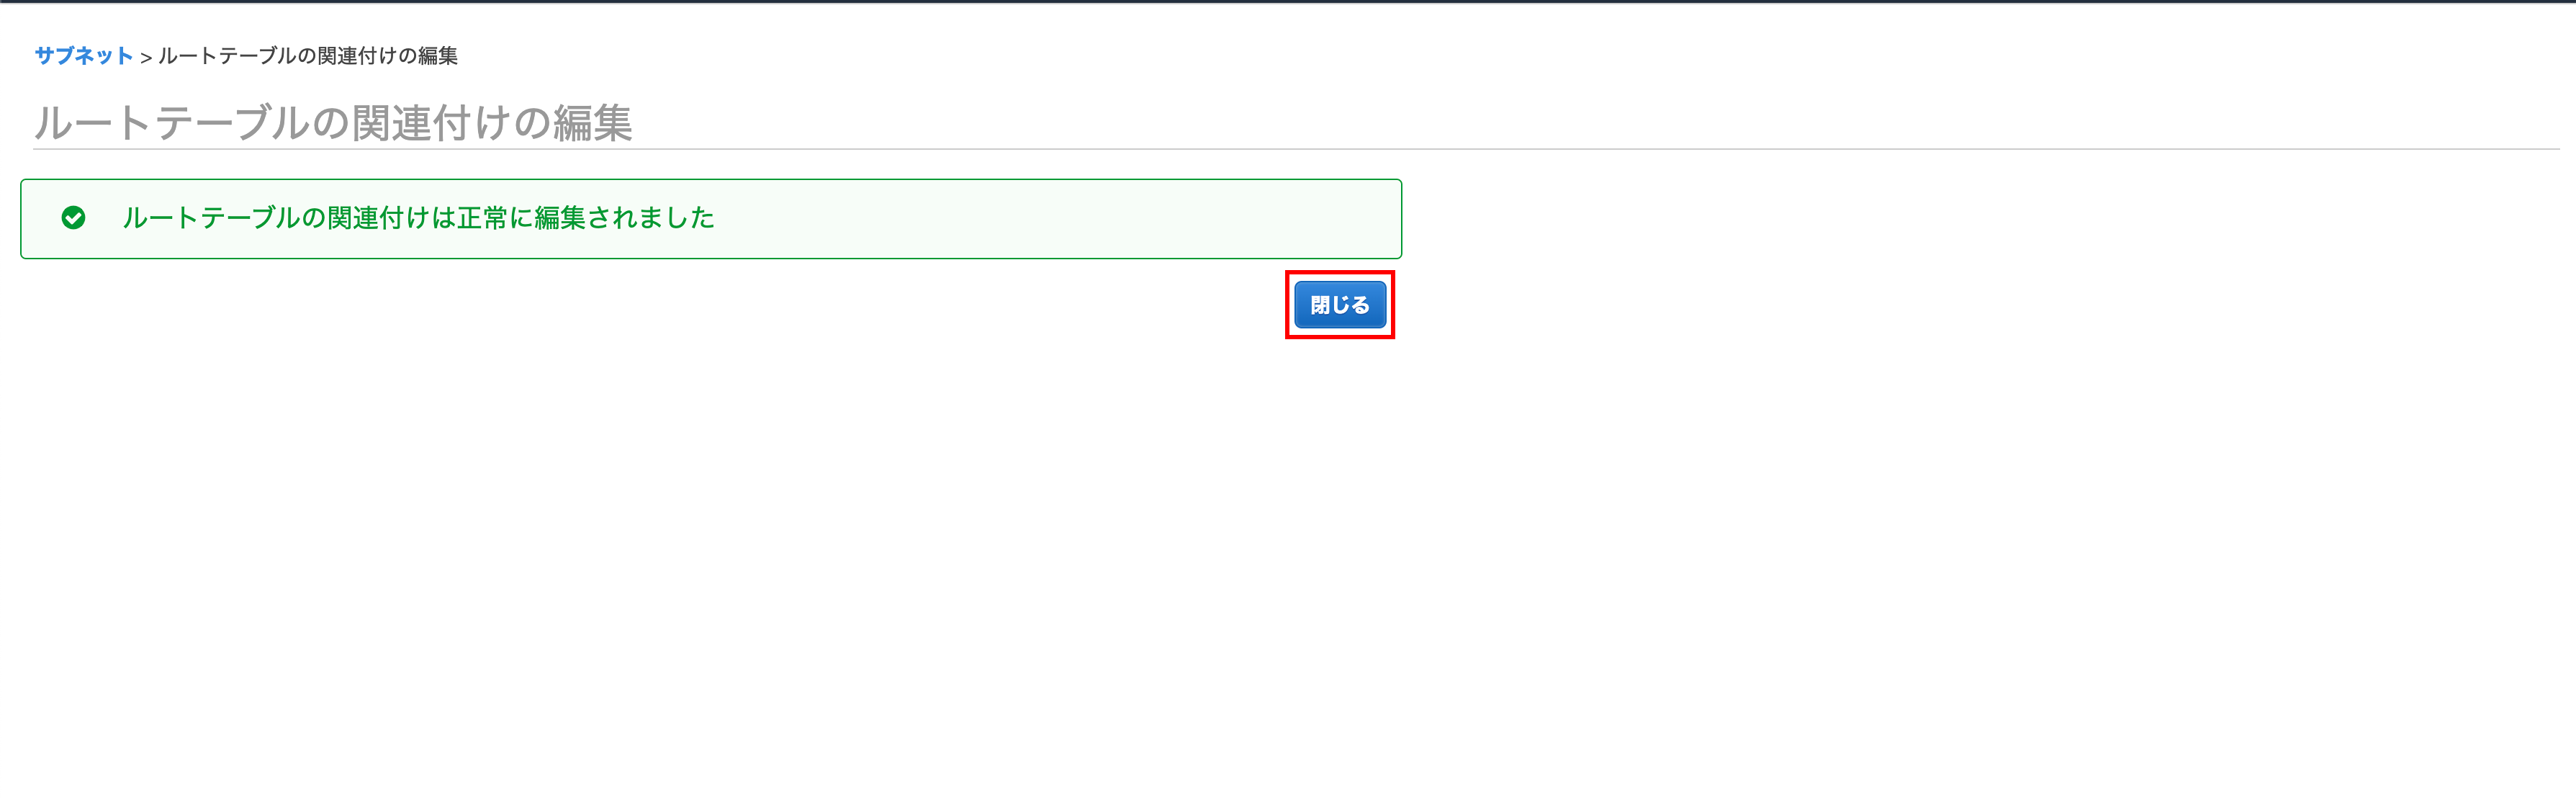 サブネット > ルートテーブルの関連付けの編集
ルートテーブルの関連付けの編集
ルートテーブルの関連付けは正常に編集されました
閉じる